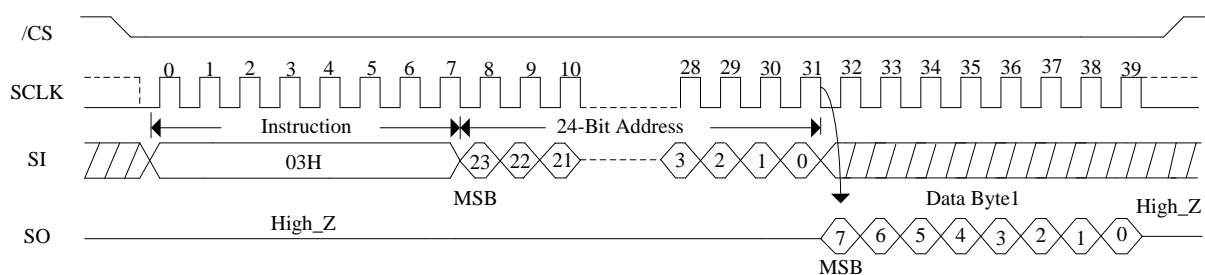 /CS
0 1 2 3 4 5 6 7 8 9 10 28 29 30 31 32 33 34 35 36 37 38 39
SCLK
Instruction 24-Bit Address
SI 03H 23 22 21 3 2 1 0
MSB Data Byte1
High_Z High_Z
SO 7 6 5 4 3 2 1 0
MSB